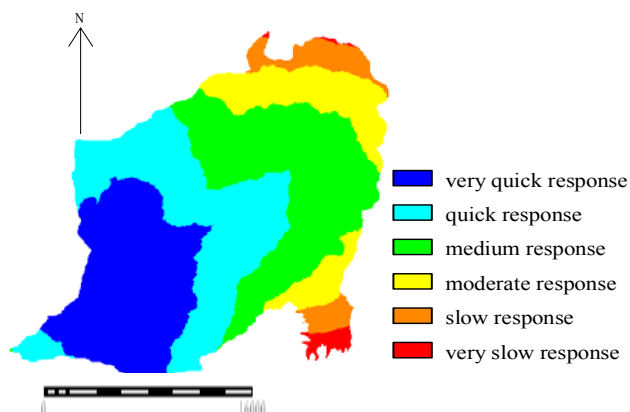 N
very quick response
quick response
medium response
moderate response
slow response
very slow response